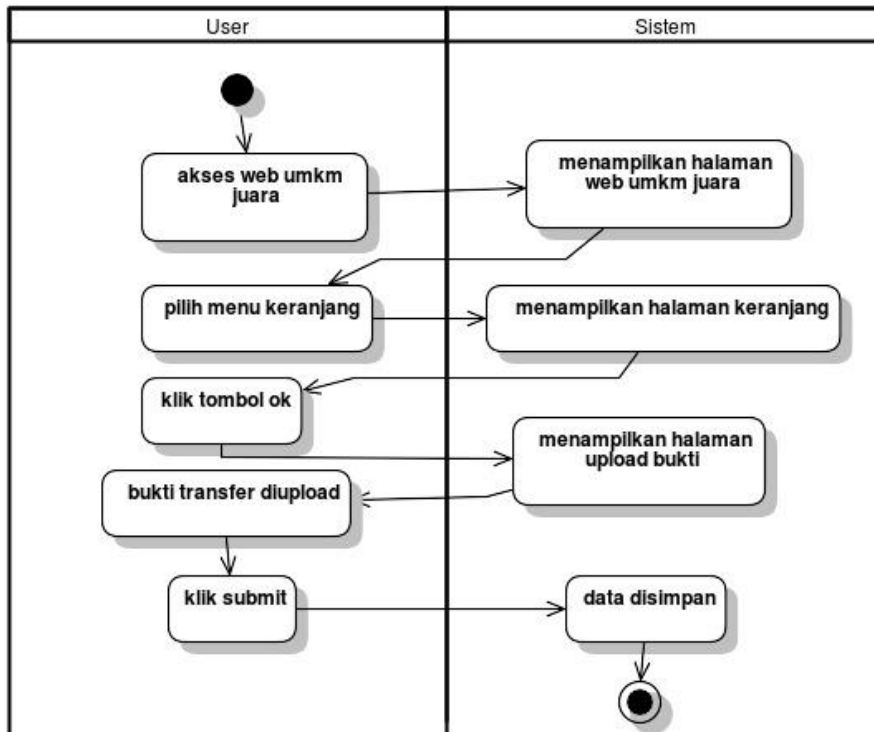 User
Sistem
akses web umkm
juara
menampilkan halaman
web umkm juara
pilih menu keranjang
menampilkan halaman keranjang
klik tombol ok
menampilkan halaman
upload bukti
bukti transfer diupload
klik submit
data disimpan